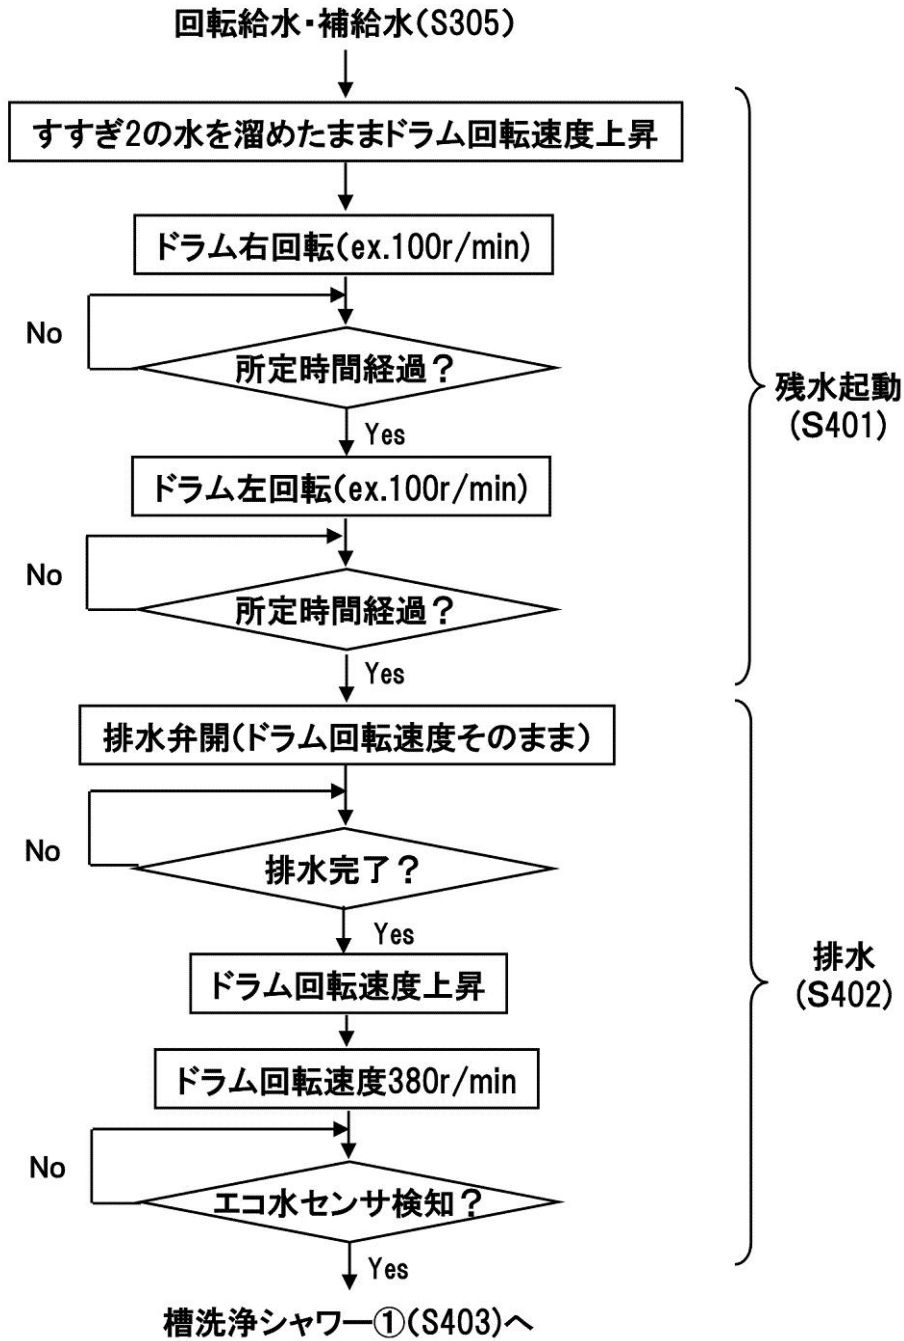 回転給水・補給水(S305)
すすぎ2の水を溜めたままドラム回転速度上昇
ドラム右回転(ex.100r/min)
No
所定時間経過？
Yes
残水起動
(S401)
ドラム左回転(ex.100r/min)
No
所定時間経過？
Yes
排水弁開(ドラム回転速度そのまま)
No
排水完了？
Yes
排水
(S402)
ドラム回転速度上昇
ドラム回転速度380r/min
No
エコ水センサ検知？
Yes
槽洗浄シャワー①(S403)へ